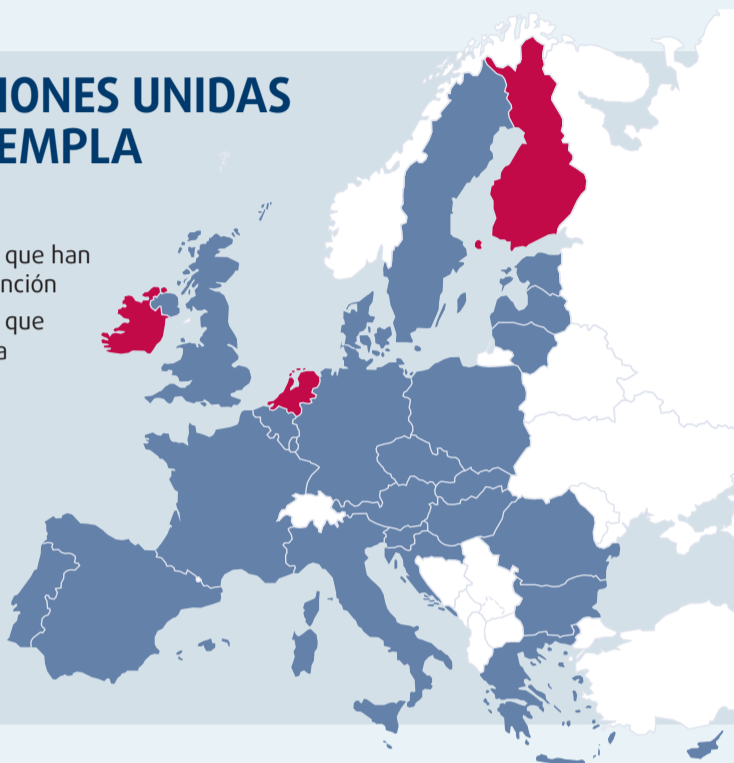 IONES UNIDAS
EMPLA
que han
nción
que
a